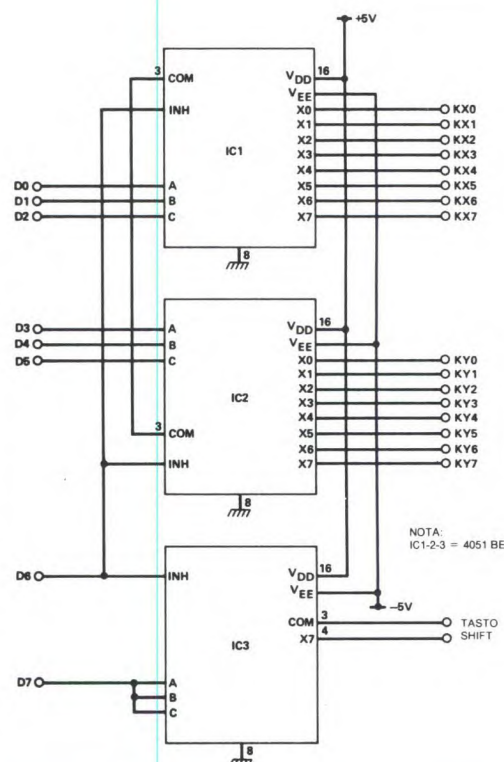 +5V
3 COM
VDD 16
VEE
INH
X0 KX0
X1 KX1
X2 KX2
IC1
X3 KX3
X4 KX4
D0 A X5 KX5
D1 B X6 KX6
D2 C X7 KX7
8
D3 A VDD 16
D4 B VEE
D5 C X0 KY0
X1 KY1
X2 KY2
IC2
X3 KY3
X4 KY4
3 COM X5 KY5
X6 KY6
INH X7 KY7
8
NOTA:
IC1-2-3 = 4051 BE
D6 INH VDD 16
VEE
–5V
COM 3 TASTO
IC3 X7 4 SHIFT
D7 A
B
C
8